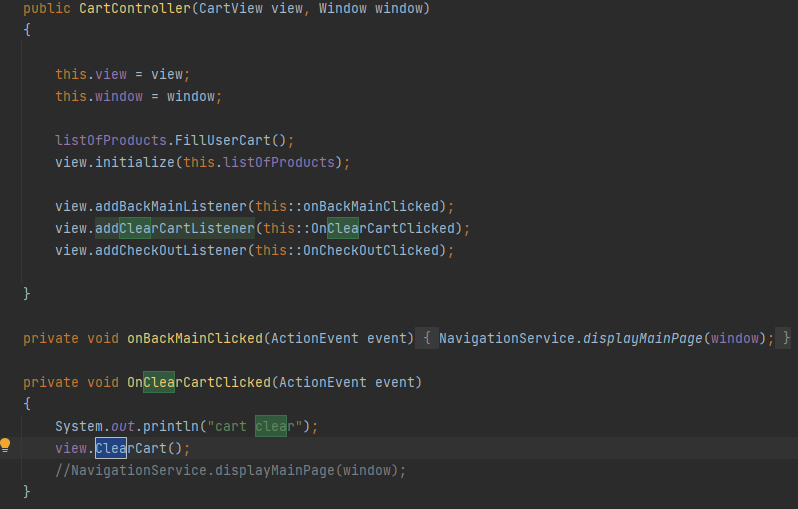 public CartController(CartView view, Window window)
{
this.view = view;
this.window = window;
listOfProducts.FillUserCart();
view.initialize(this.listOfProducts);
view.addBackMainListener(this::onBackMainClicked);
view.addClearCartListener(this::OnClearCartClicked);
view.addCheckOutListener(this::OnCheckOutClicked);
}
private void onBackMainClicked(ActionEvent event) { NavigationService.displayMainPage(window); }
private void OnClearCartClicked(ActionEvent event)
{
System.out.println("cart clear");
view.ClearCart();
//NavigationService.displayMainPage(window);
}